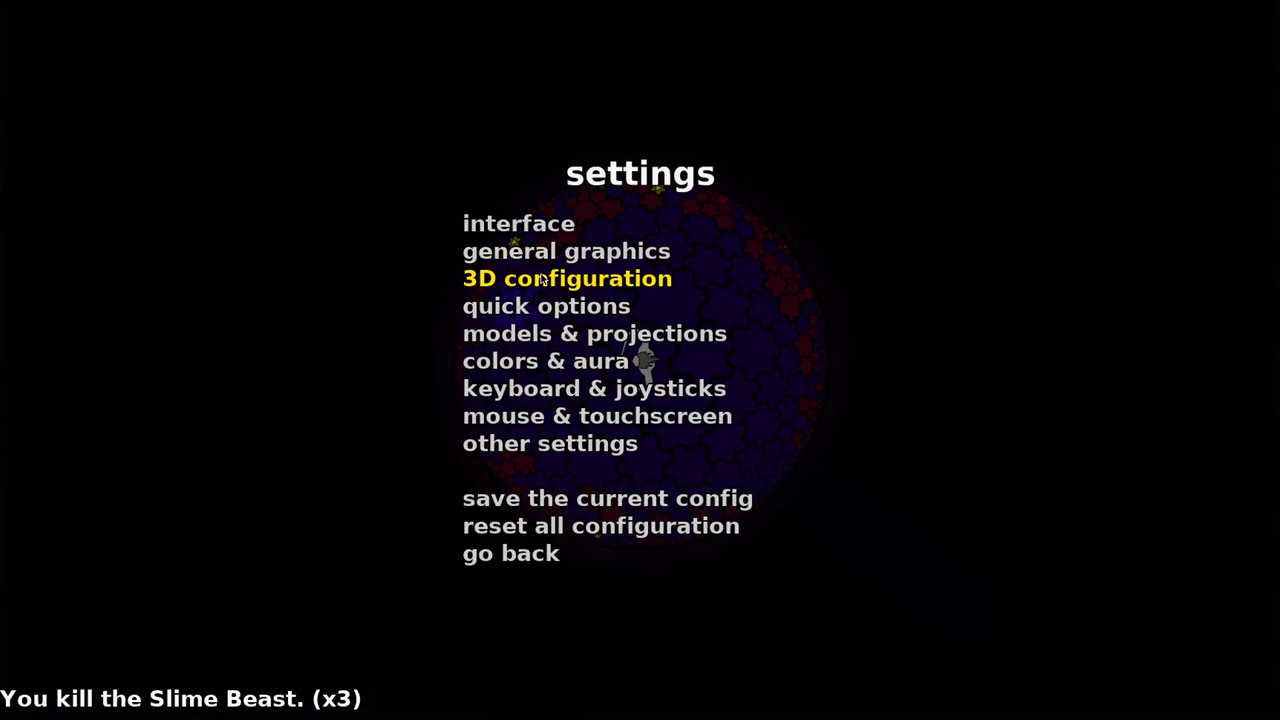 settings
interface
general graphics
3D configuration
quick options
models & projections
colors & aura
keyboard & joysticks
mouse & touchscreen
other settings
save the current config
reset all configuration
go back
You kill the Slime Beast. (x3)